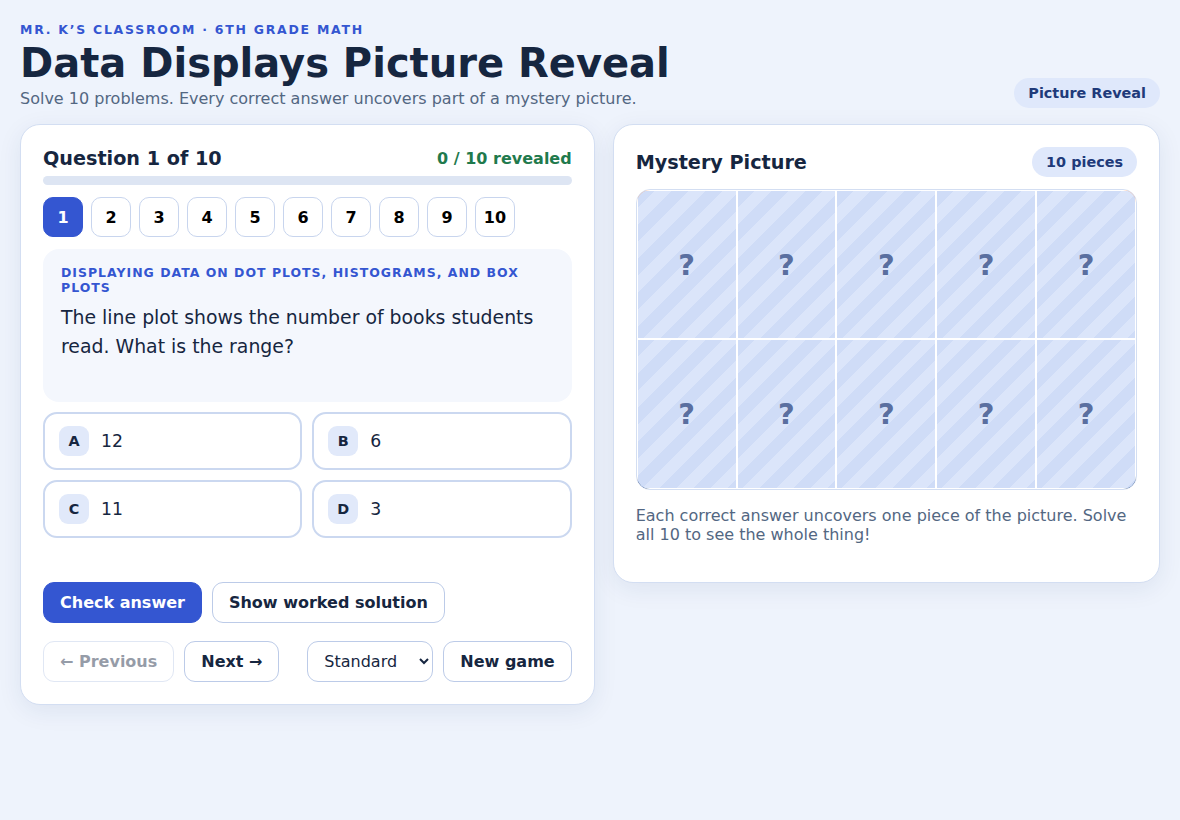 MR. K’S CLASSROOM · 6TH GRADE MATH
Data Displays Picture Reveal
Solve 10 problems. Every correct answer uncovers part of a mystery picture.
Picture Reveal
Question 1 of 10
0 / 10 revealed
1 2 3 4 5 6 7 8 9 10
DISPLAYING DATA ON DOT PLOTS, HISTOGRAMS, AND BOX
PLOTS
The line plot shows the number of books students
read. What is the range?
A 12
B 6
C 11
D 3
Check answer
Show worked solution
← Previous
Next →
Standard
New game
Mystery Picture
10 pieces
? ? ? ? ?
? ? ? ? ?
Each correct answer uncovers one piece of the picture. Solve
all 10 to see the whole thing!